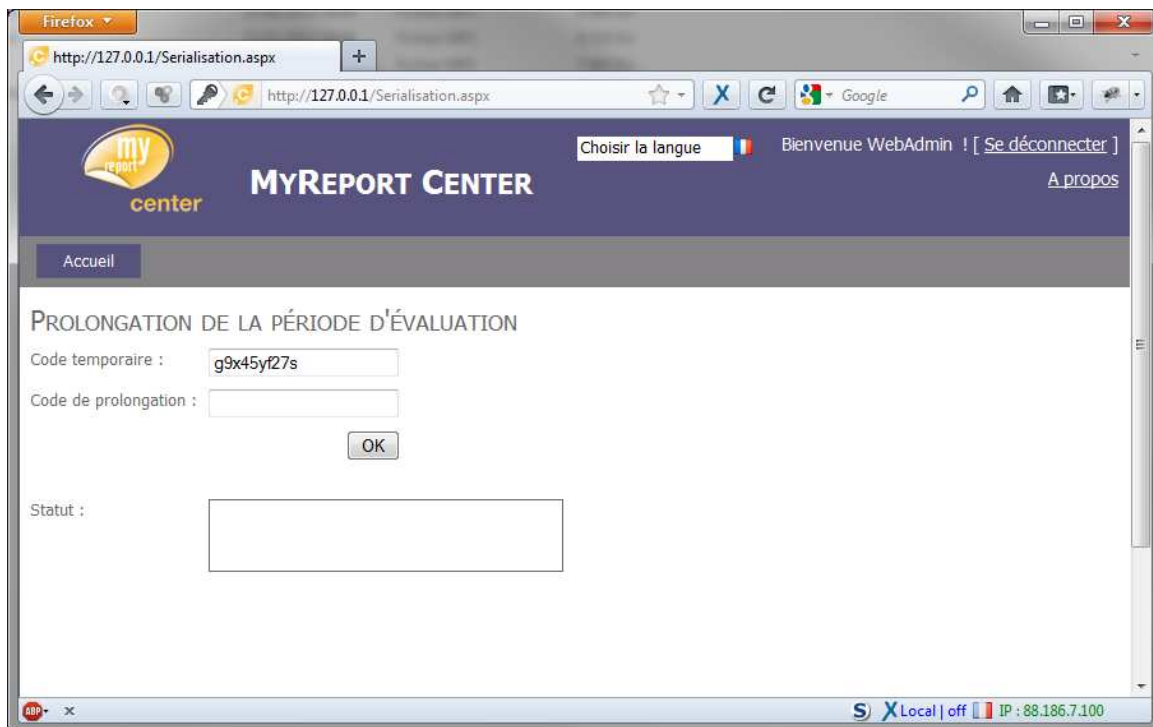 Firefox
http://127.0.0.1/Serialisation.aspx
http://127.0.0.1/Serialisation.aspx
Google
my
report
center
MYREPORT CENTER
Choisir la langue
Bienvenue WebAdmin ! [ Se déconnecter ]
A propos
Accueil
PROLONGATION DE LA PÉRIODE D'ÉVALUATION
Code temporaire : g9x45yf27s
Code de prolongation :
OK
Statut :
ABP
S) X Local | off IP : 88.186.7.100